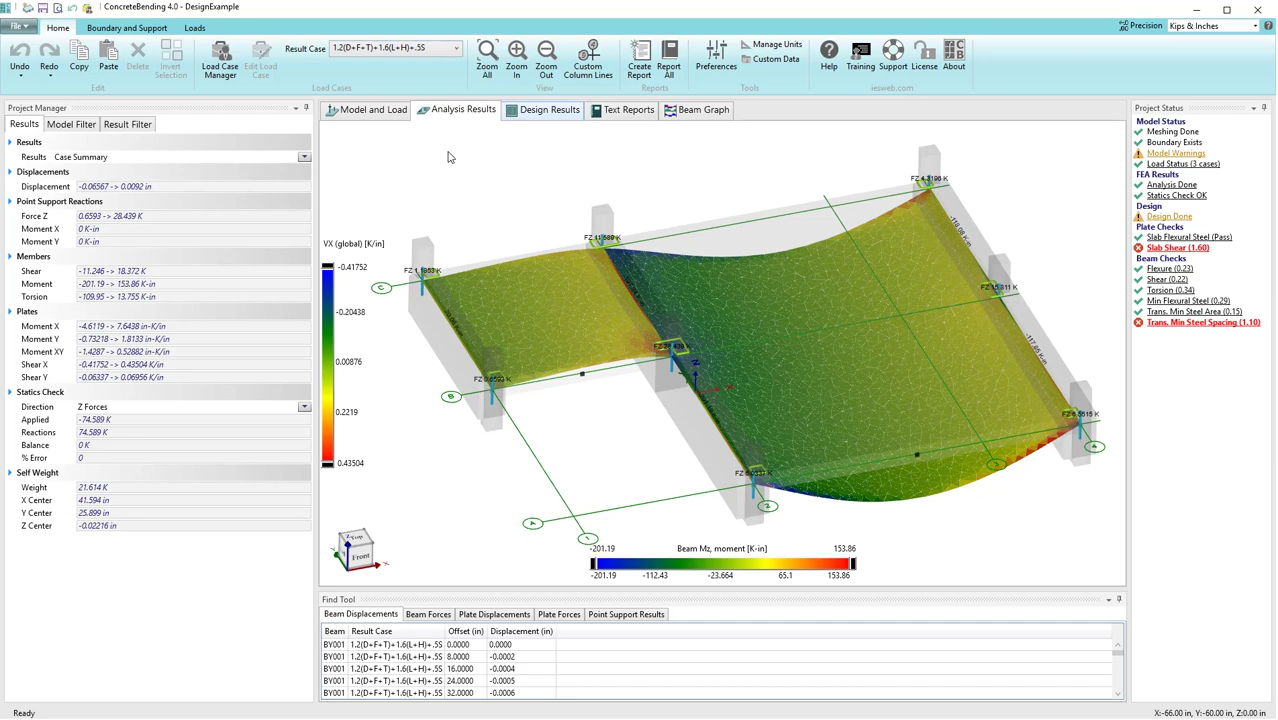 ConcreteBending 4.0 - DesignExample
File
Home
Boundary and Support
Loads
Precision
Kips & Inches
Undo
Redo
Copy
Paste
Delete
Invert Selection
Edit
Load Case Manager
Edit Load Case
Result Case
1.2(D+F+T)+1.6(L+H)+.5S
Load Cases
Zoom All
Zoom In
Zoom Out
Custom Column Lines
View
Create Report
Report All
Reports
Preferences
Manage Units
Custom Data
Tools
Help
Training
Support
License
About
iesweb.com
Project Manager
Results
Model Filter
Result Filter
Results
Results Case Summary
Displacements
Displacement -0.06567 -> 0.0092 in
Point Support Reactions
Force Z 0.6593 -> 28.439 K
Moment X 0 K-in
Moment Y 0 K-in
Members
Shear -11.246 -> 18.372 K
Moment -201.19 -> 153.86 K-in
Torsion -109.95 -> 13.755 K-in
Plates
Moment X -4.6119 -> 7.6438 in-K/in
Moment Y -0.73218 -> 1.8133 in-K/in
Moment XY -1.4287 -> 0.52882 in-K/in
Shear X -0.41752 -> 0.43504 K/in
Shear Y -0.06337 -> 0.06956 K/in
Statics Check
Direction Z Forces
Applied -74.589 K
Reactions 74.589 K
Balance 0 K
% Error 0
Self Weight
Weight 21.614 K
X Center 41.594 in
Y Center 25.899 in
Z Center -0.02216 in
Model and Load
Analysis Results
Design Results
Text Reports
Beam Graph
VX (global) [K/in]
-0.41752
-0.20438
0.00876
0.2219
0.43504
FZ 4.3196 K
FZ 28.439 K
C
B
A
1
2
Front
-201.19 Beam Mz, moment [K-in] 153.86
-201.19 -112.43 -23.664 65.1 153.86
Find Tool
Beam Displacements
Beam Forces
Plate Displacements
Plate Forces
Point Support Results
Beam Result Case Offset (in) Displacement (in)
BY001 1.2(D+F+T)+1.6(L+H)+.5S 0.0000 0.0000
BY001 1.2(D+F+T)+1.6(L+H)+.5S 8.0000 -0.0002
BY001 1.2(D+F+T)+1.6(L+H)+.5S 16.0000 -0.0004
BY001 1.2(D+F+T)+1.6(L+H)+.5S 24.0000 -0.0005
BY001 1.2(D+F+T)+1.6(L+H)+.5S 32.0000 -0.0006
Project Status
Model Status
Meshing Done
Boundary Exists
Model Warnings
Load Status (3 cases)
FEA Results
Analysis Done
Statics Check OK
Design
Design Done
Plate Checks
Slab Flexural Steel (Pass)
Slab Shear (1.60)
Beam Checks
Flexure (0.23)
Shear (0.22)
Torsion (0.34)
Min Flexural Steel (0.29)
Trans. Min Steel Area (0.15)
Trans. Min Steel Spacing (1.10)
Ready
X:-66.00 in, Y:-60.00 in, Z:0.00 in